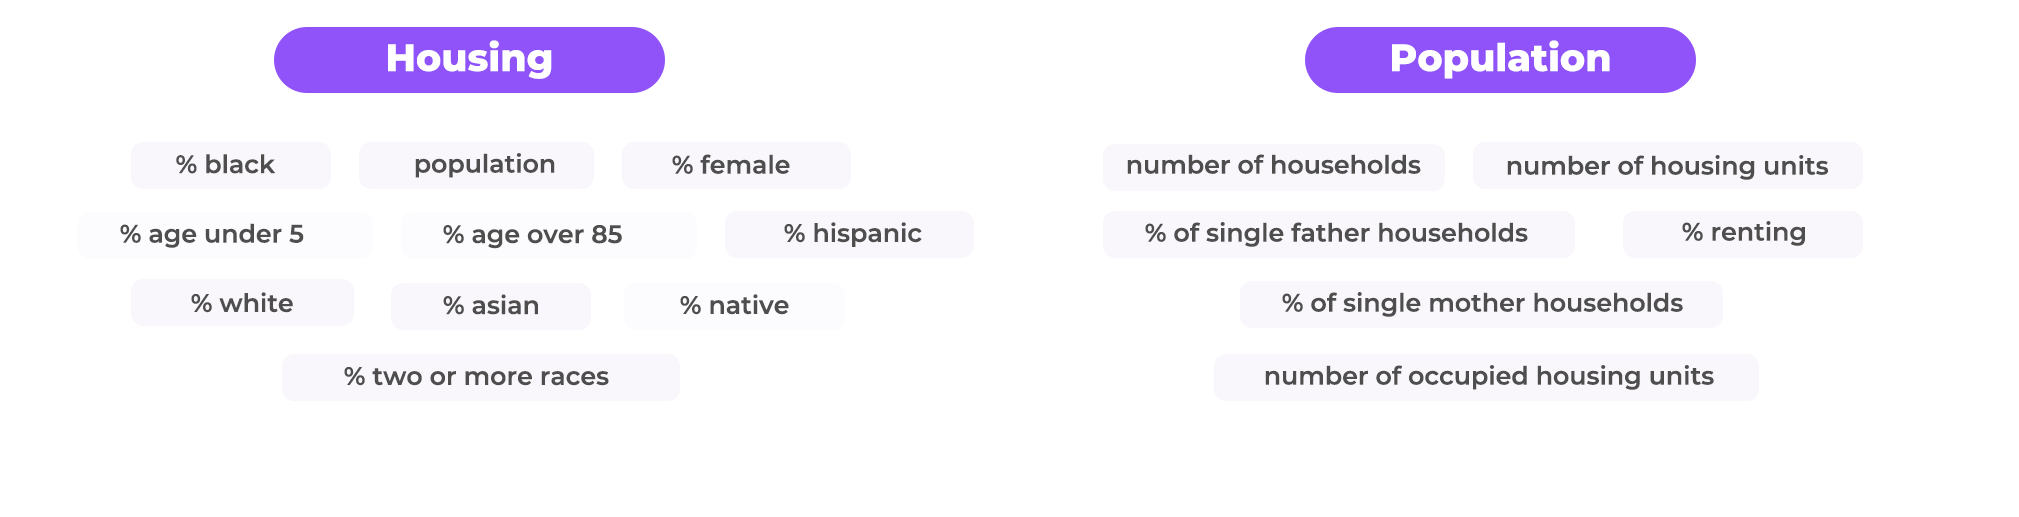 Housing
% black
population
% female
% age under 5
% age over 85
% hispanic
% white
% asian
% native
% two or more races
Population
number of households
number of housing units
% of single father households
% renting
% of single mother households
number of occupied housing units